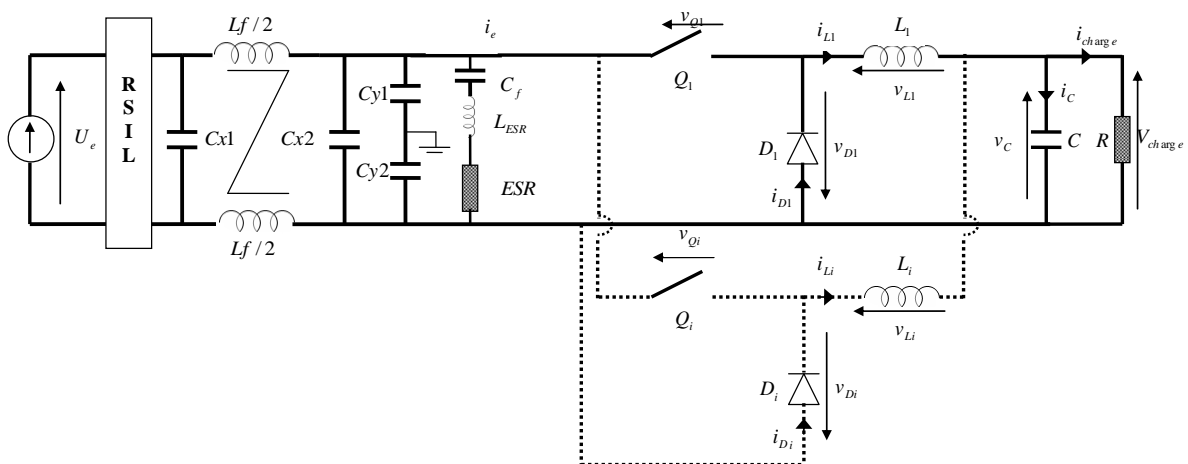 Lf / 2
i_e
v_Q1
i_L1
L_1
i_charge
R
S
I
L
U_e
Cx1
Cx2
Cy1
Cy2
C_f
L_ESR
ESR
Q_1
v_L1
D_1
v_D1
i_D1
v_C
i_C
C
R
V_charge
Lf / 2
v_Qi
Q_i
i_Li
L_i
v_Li
D_i
v_Di
i_Di